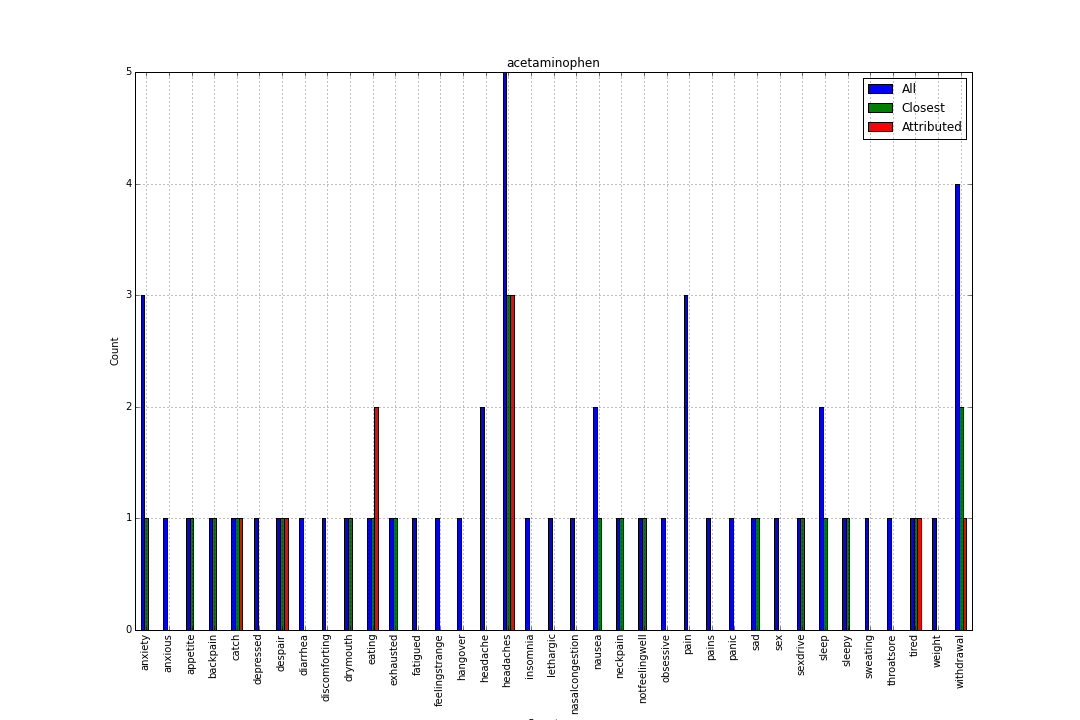 acetaminophen
All
Closest
Attributed
5
4
3
2
1
0
Count
anxiety
anxious
appetite
backpain
catch
depressed
despair
diarrhea
discomforting
drymouth
eating
exhausted
fatigued
feelingstrange
hangover
headache
headaches
insomnia
lethargic
nasalcongestion
nausea
neckpain
notfeelingwell
obsessive
pain
pains
panic
sad
sex
sexdrive
sleep
sleepy
sweating
throatsore
tired
weight
withdrawal